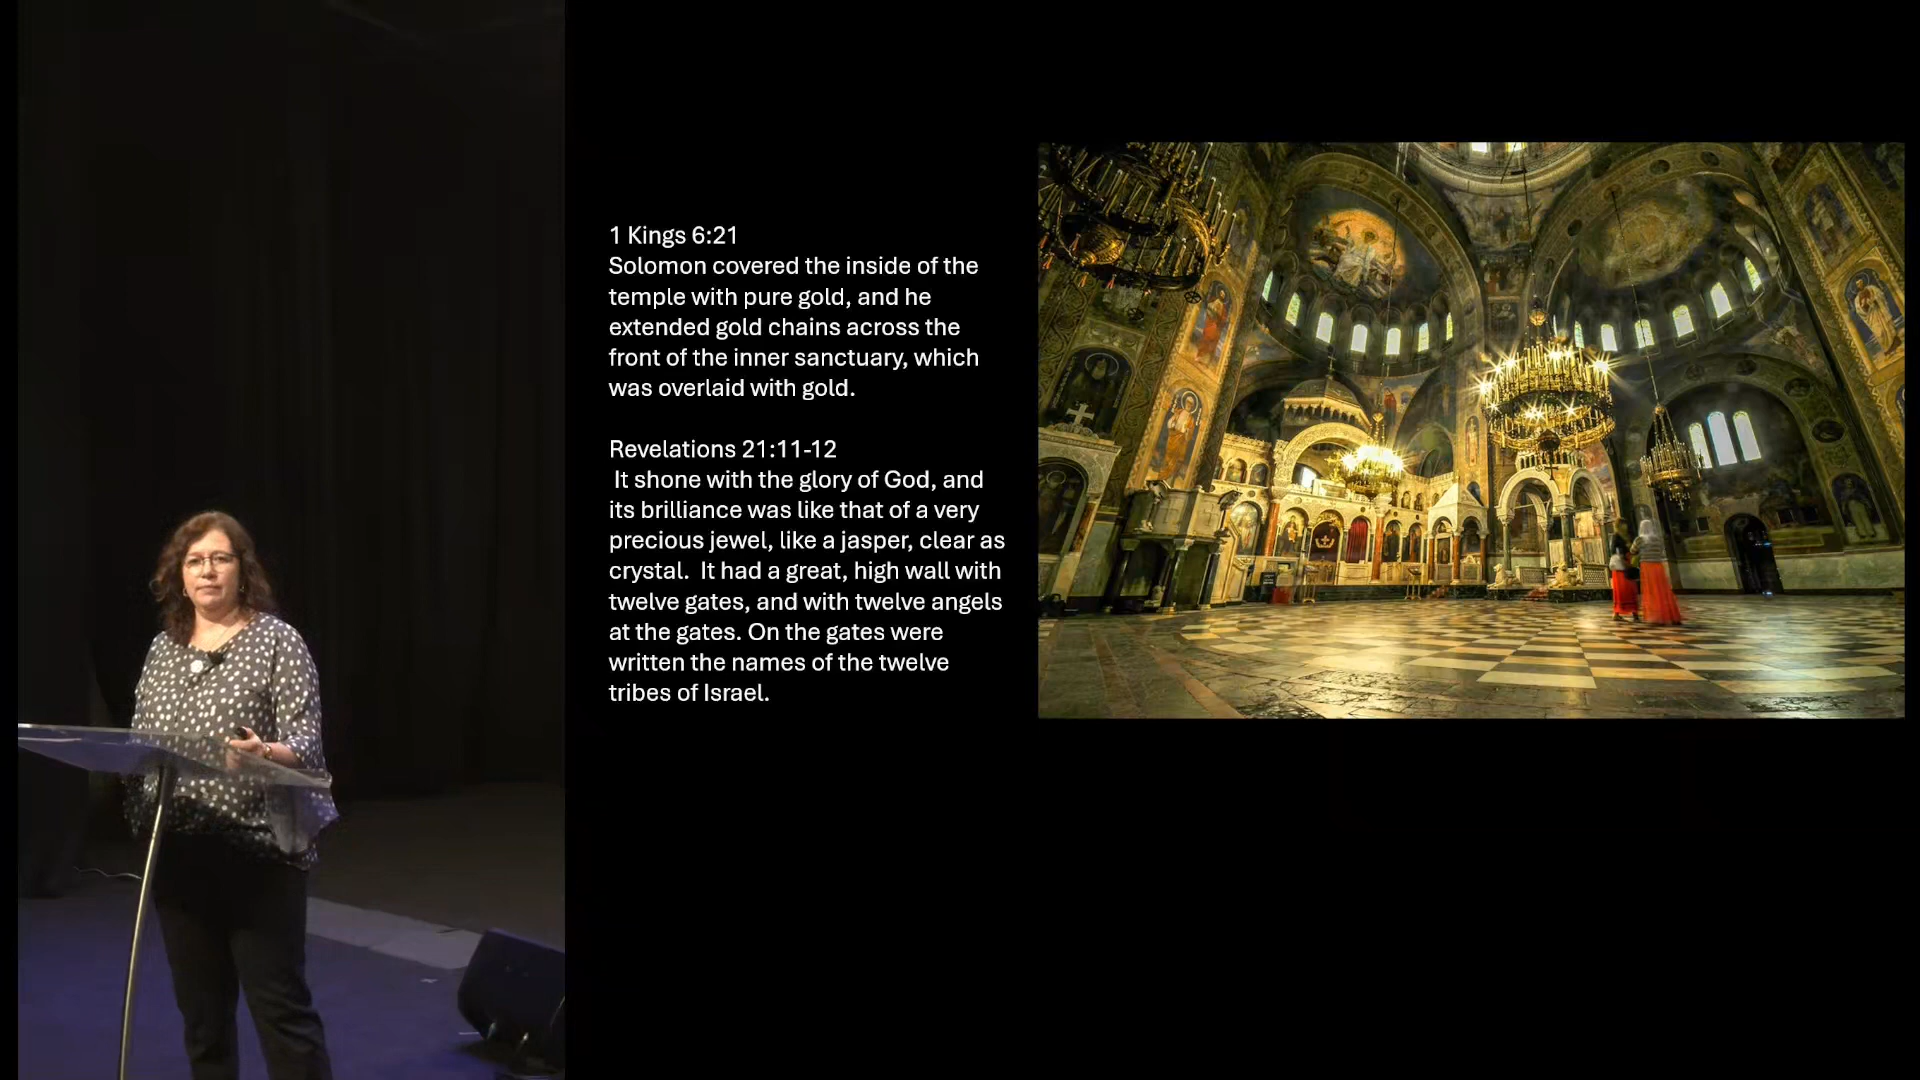 1 Kings 6:21
Solomon covered the inside of the
temple with pure gold, and he
extended gold chains across the
front of the inner sanctuary, which
was overlaid with gold.
Revelations 21:11-12
It shone with the glory of God, and
its brilliance was like that of a very
precious jewel, like a jasper, clear as
crystal.  It had a great, high wall with
twelve gates, and with twelve angels
at the gates. On the gates were
written the names of the twelve
tribes of Israel.